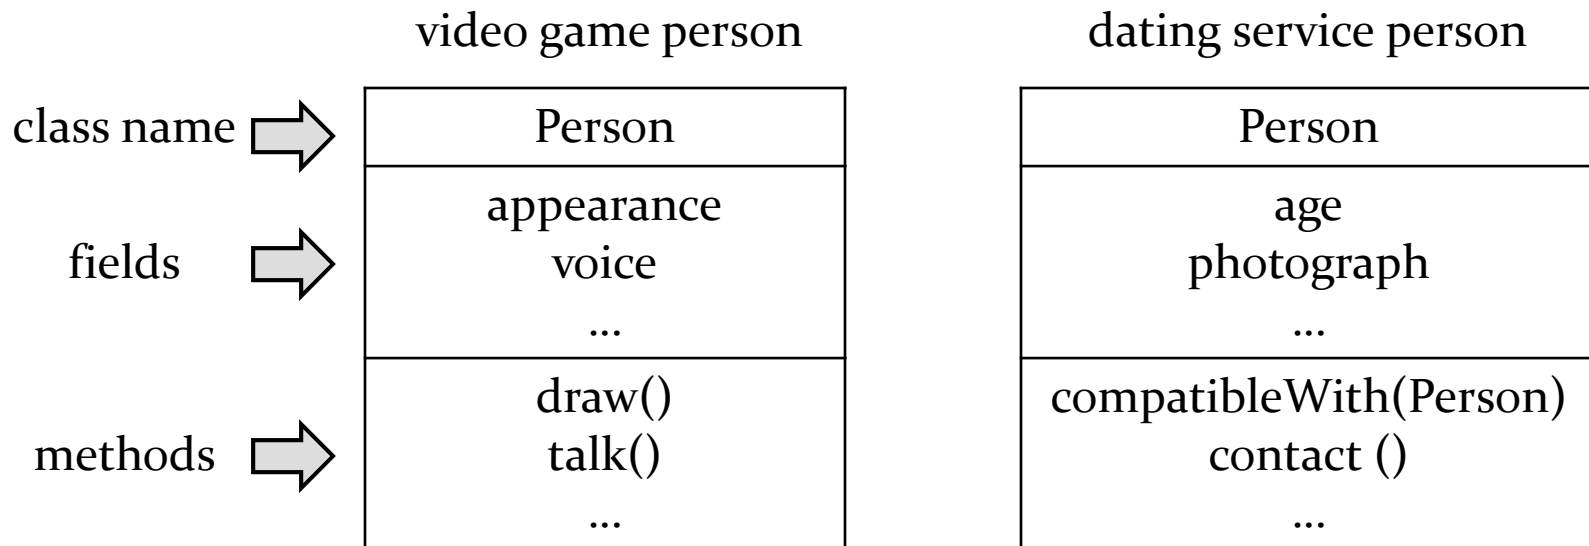 video game person
dating service person
class name
Person
Person
fields
appearance
voice
...
age
photograph
...
methods
draw()
talk()
...
compatibleWith(Person)
contact ()
...